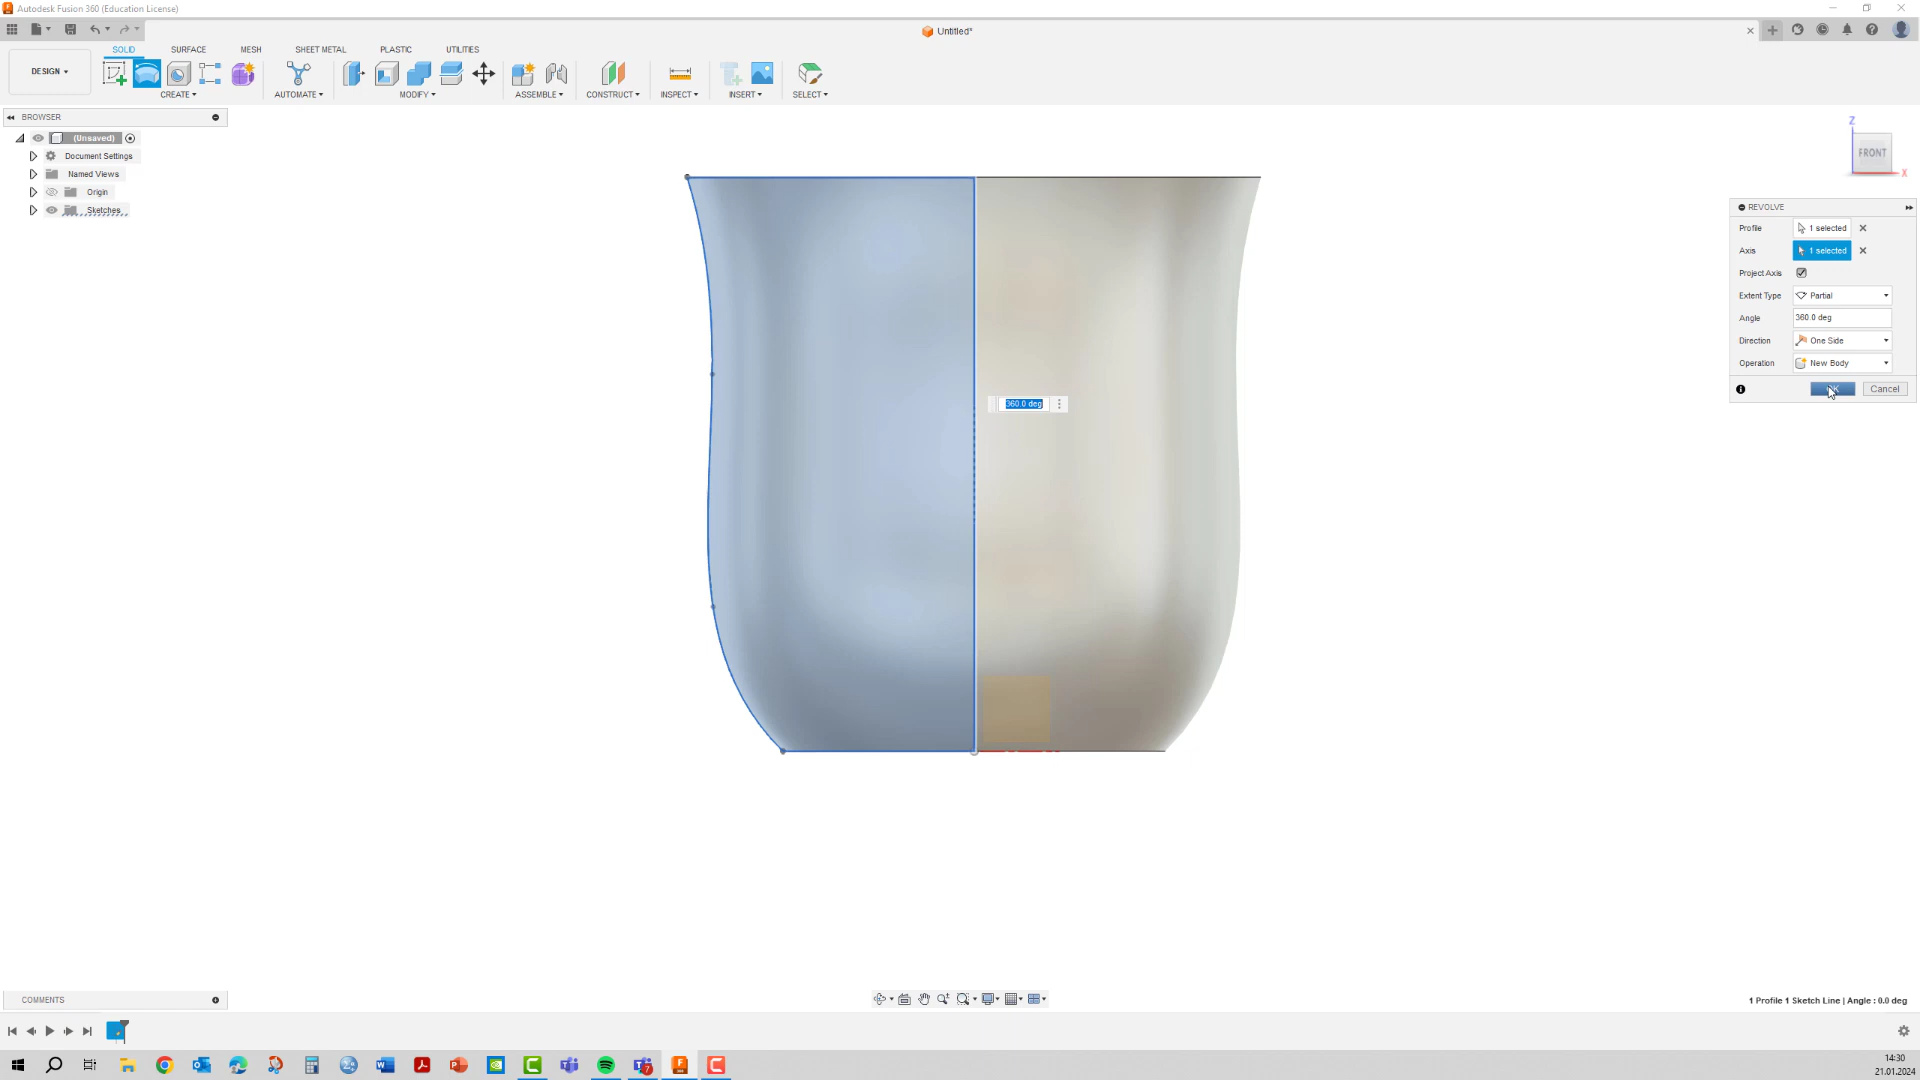 Autodesk Fusion 360 (Education License)
Untitled*
DESIGN
SOLID
SURFACE
MESH
SHEET METAL
PLASTIC
UTILITIES
CREATE
AUTOMATE
MODIFY
ASSEMBLE
CONSTRUCT
INSPECT
INSERT
SELECT
BROWSER
(Unsaved)
Document Settings
Named Views
Origin
Sketches
Z
FRONT
X
REVOLVE
Profile 1 selected
Axis 1 selected
Project Axis
Extent Type Partial
Angle 360.0 deg
Direction One Side
Operation New Body
Cancel
360.0 deg
COMMENTS
1 Profile 1 Sketch Line | Angle : 0.0 deg
14:30
21.01.2024